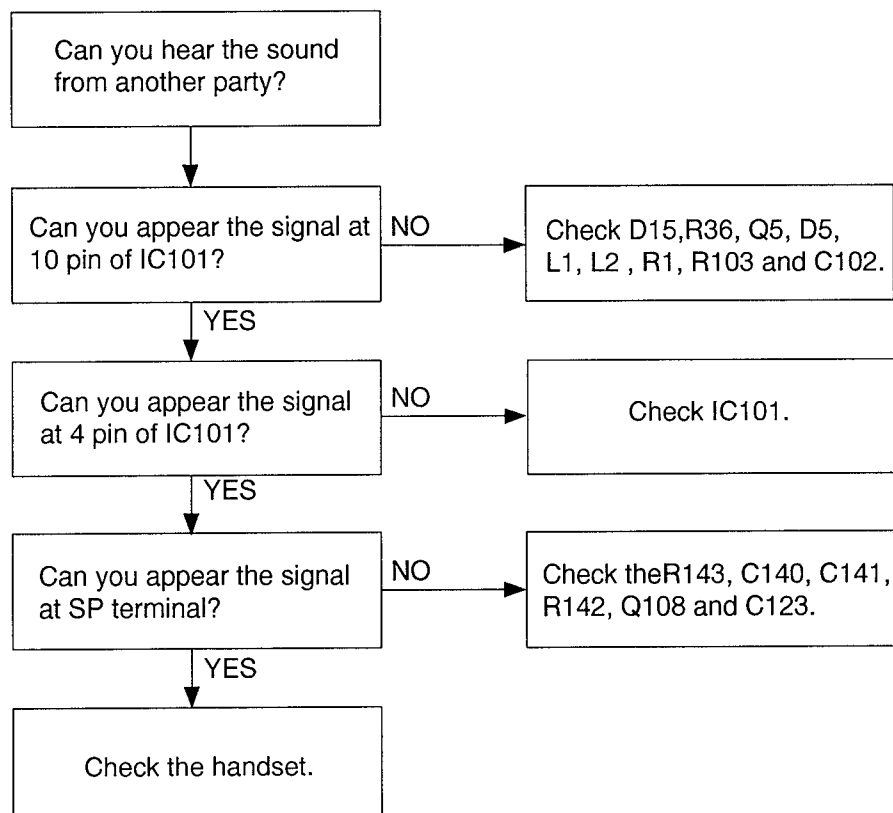 Can you hear the sound
from another party?
Can you appear the signal at
10 pin of IC101?
NO
Check D15,R36, Q5, D5,
L1, L2 , R1, R103 and C102.
YES
Can you appear the signal
at 4 pin of IC101?
NO
Check IC101.
YES
Can you appear the signal
at SP terminal?
NO
Check theR143, C140, C141,
R142, Q108 and C123.
YES
Check the handset.